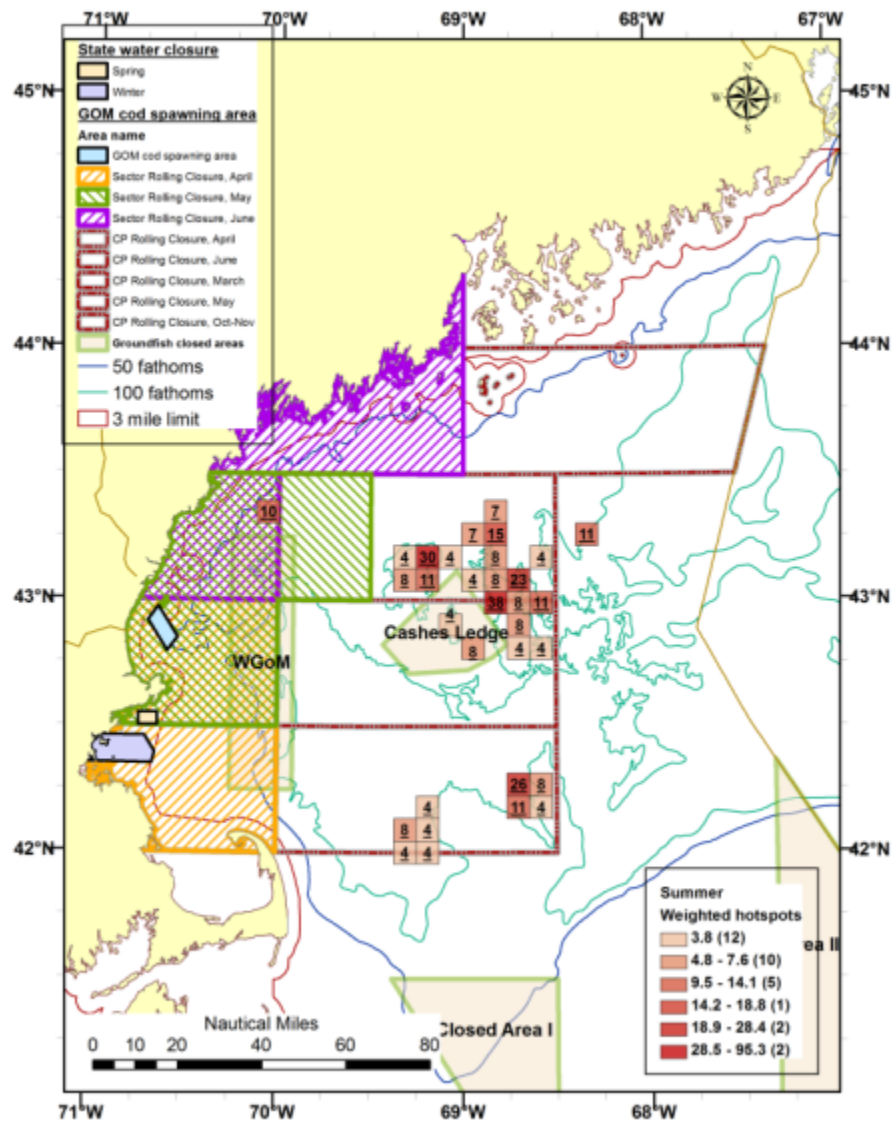 71°W 70°W 69°W 68°W 67°W
State water closure
Spring
Winter
GOM cod spawning area
Area name
GOM cod spawning area
Sector Rolling Closure, April
Sector Rolling Closure, May
Sector Rolling Closure, June
CP Rolling Closure, April
CP Rolling Closure, June
CP Rolling Closure, March
CP Rolling Closure, May
CP Rolling Closure, Oct-Nov
Groundfish closed areas
50 fathoms
100 fathoms
3 mile limit
N
W E
S
45°N 45°N
44°N 44°N
7
10 7 15 11
4 30 4 8 4
8 11 4 8 23
43°N 43°N
38 8 11
4 8
Cashes Ledge
8 4 4
WGoM
26 8
4 11 4
8 4
42°N 4 4 42°N
Summer
Weighted hotspots
3.8 (12)
4.8 - 7.6 (10)
9.5 - 14.1 (5)
14.2 - 18.8 (1)
18.9 - 28.4 (2)
28.5 - 95.3 (2)
ea II
Closed Area I
Nautical Miles
0 10 20 40 60 80
71°W 70°W 69°W 68°W